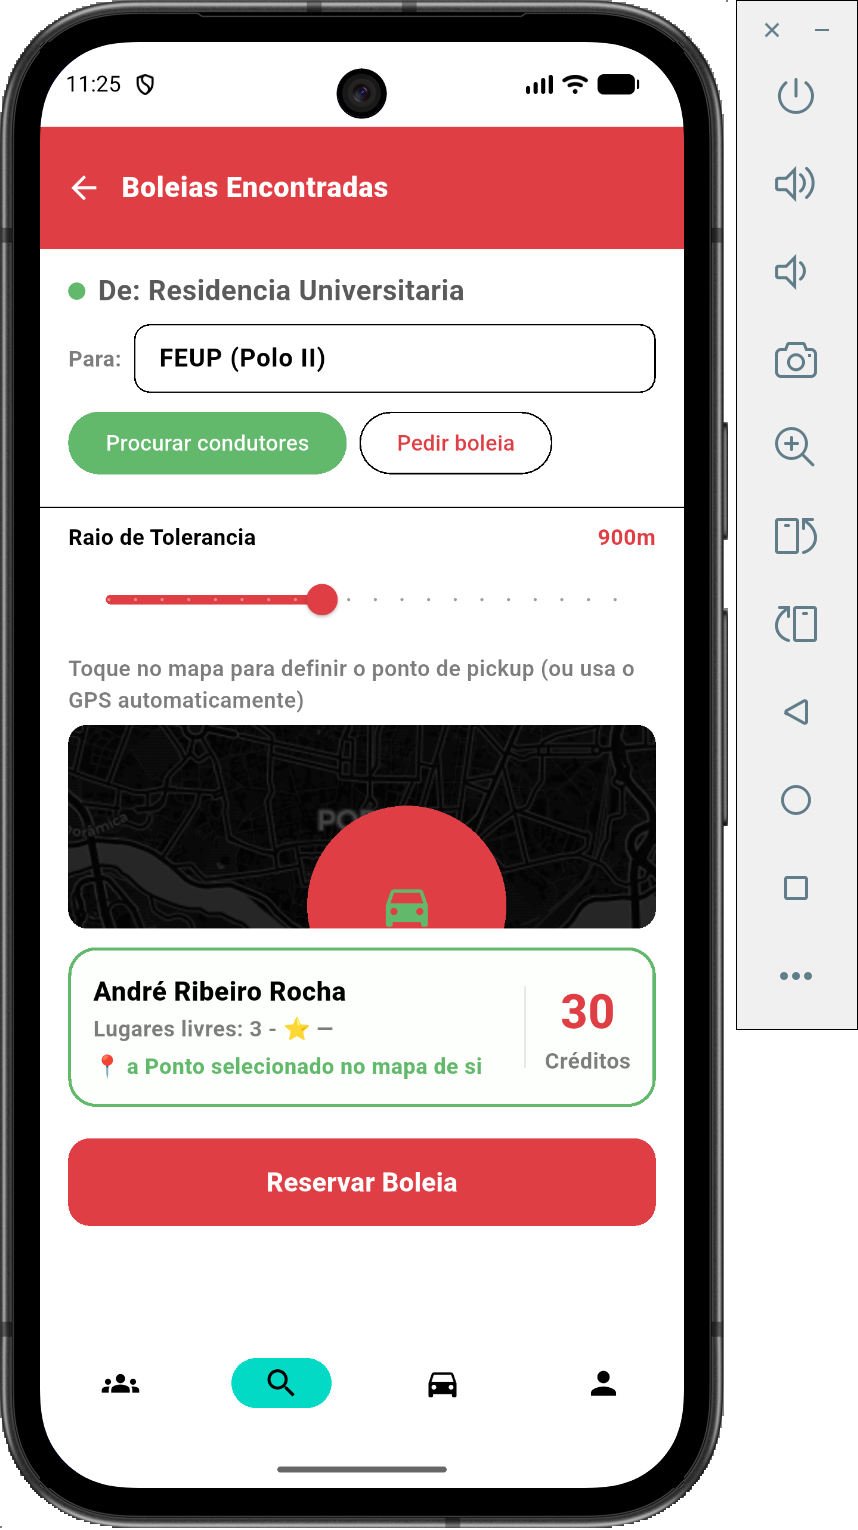 11:25
Boleias Encontradas
De: Residencia Universitaria
Para: FEUP (Polo II)
Procurar condutores Pedir boleia
Raio de Tolerancia 900m
Toque no mapa para definir o ponto de pickup (ou usa o
GPS automaticamente)
André Ribeiro Rocha
Lugares livres: 3 - ⭐ —
📍 a Ponto selecionado no mapa de si
30
Créditos
Reservar Boleia